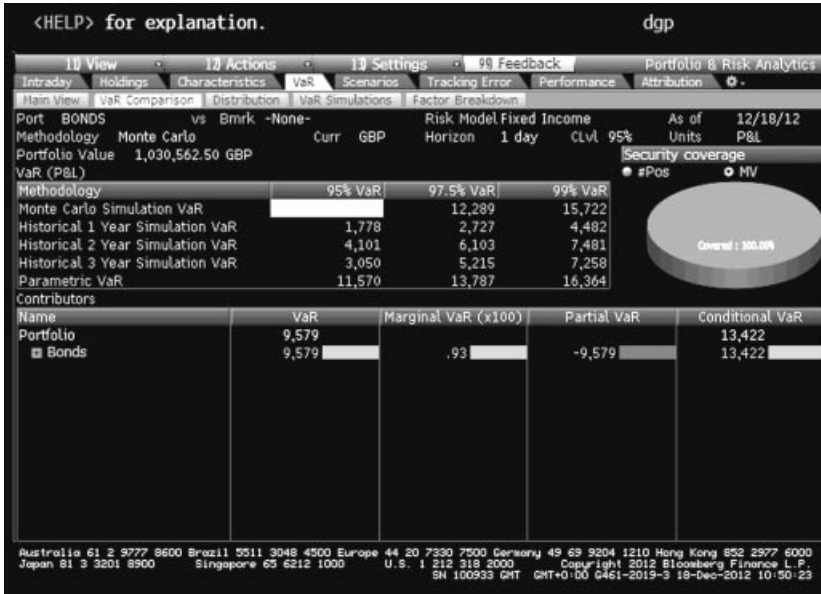 <HELP> for explanation. dgp
11) View 12) Actions 13) Settings 99) Feedback Portfolio & Risk Analytics
Intraday Holdings Characteristics VaR Scenarios Tracking Error Performance Attribution
Main View VaR Comparison Distribution VaR Simulations Factor Breakdown
Port BONDS vs Bmrk -None- Risk Model Fixed Income As of 12/18/12
Methodology Monte Carlo Curr GBP Horizon 1 day CLvl 95% Units P&L
Portfolio Value 1,030,562.50 GBP Security coverage
VaR (P&L) #Pos MV
Methodology 95% VaR 97.5% VaR 99% VaR
Monte Carlo Simulation VaR 12,289 15,722
Historical 1 Year Simulation VaR 1,778 2,727 4,482
Historical 2 Year Simulation VaR 4,101 6,103 7,481
Covered : 100.00%
Historical 3 Year Simulation VaR 3,050 5,215 7,258
Parametric VaR 11,570 13,787 16,364
Contributors
Name VaR Marginal VaR (x100) Partial VaR Conditional VaR
Portfolio 9,579 13,422
Bonds 9,579 .93 -9,579 13,422
Australia 61 2 9777 8600 Brazil 5511 3048 4500 Europe 44 20 7330 7500 Germany 49 69 9204 1210 Hong Kong 852 2977 6000
Japan 81 3 3201 8900 Singapore 65 6212 1000 U.S. 1 212 318 2000 Copyright 2012 Bloomberg Finance L.P.
SN 100933 GMT GMT+0:00 G461-2019-3 18-Dec-2012 10:50:23